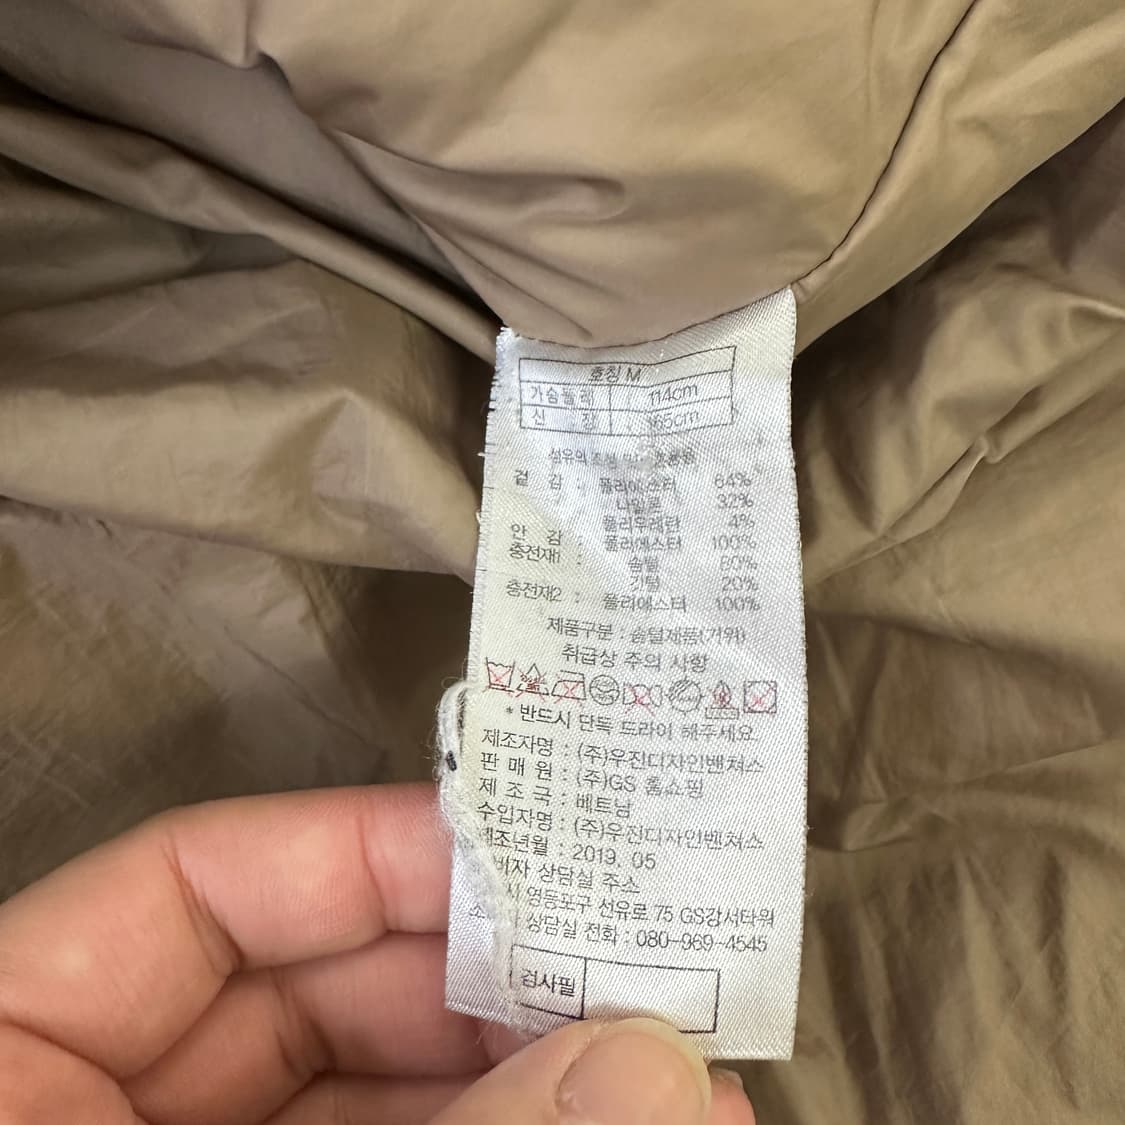 호칭 M
가슴둘레 114cm
신 장 165cm
섬유의 조성 및 혼용율
겉 감 : 폴리에스터 64%
나일론 32%
폴리우레탄 4%
안 감 : 폴리에스터 100%
충전재1 : 솜털 80%
깃털 20%
충전재2 : 폴리에스터 100%
제품구분 : 솜털제품(거위)
취급상 주의 사항
* 반드시 단독 드라이 해주세요
제조자명 : (주)우진디자인벤쳐스
판 매 원 : (주)GS 홈쇼핑
제 조 국 : 베트남
수입자명 : (주)우진디자인벤쳐스
제조년월 : 2019. 05
비자 상담실 주소
시 영등포구 선유로 75 GS강서타워
상담실 전화 : 080-969-4545
검사필